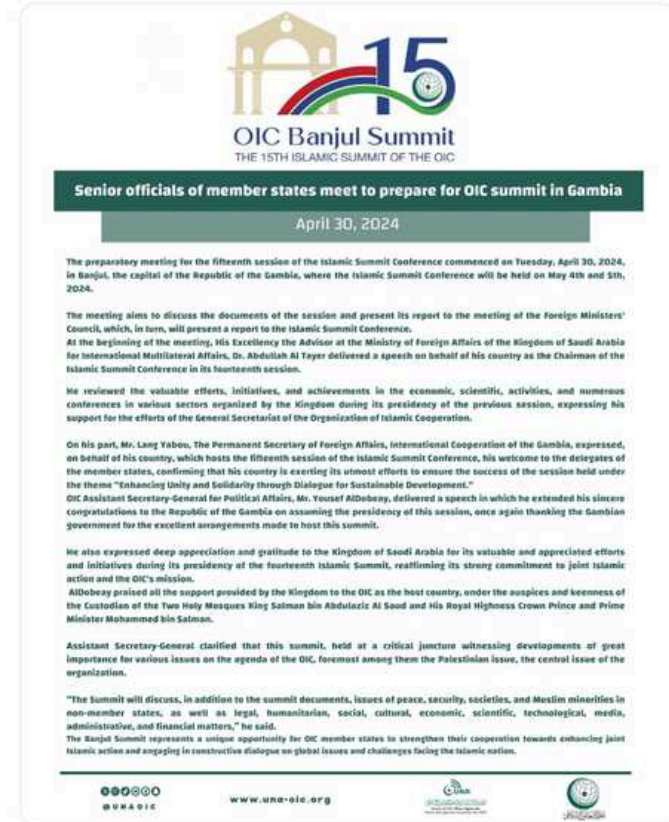 15
OIC Banjul Summit
THE 15TH ISLAMIC SUMMIT OF THE OIC
Senior officials of member states meet to prepare for OIC summit in Gambia
April 30, 2024
The preparatory meeting for the fifteenth session of the Islamic Summit Conference commenced on Tuesday, April 30, 2024,
in Banjul, the capital of the Republic of the Gambia, where the Islamic Summit Conference will be held on May 4th and 5th,
2024.
The meeting aims to discuss the documents of the session and present its report to the meeting of the Foreign Ministers'
Council, which, in turn, will present a report to the Islamic Summit Conference.
At the beginning of the meeting, His Excellency the Advisor at the Ministry of Foreign Affairs of the Kingdom of Saudi Arabia
for International Multilateral Affairs, Dr. Abdullah Al Tayer delivered a speech on behalf of his country as the Chairman of the
Islamic Summit Conference in its fourteenth session.
He reviewed the valuable efforts, initiatives, and achievements in the economic, scientific, activities, and numerous
conferences in various sectors organized by the Kingdom during its presidency of the previous session, expressing his
support for the efforts of the General Secretariat of the Organization of Islamic Cooperation.
On his part, Mr. Lang Yabou, The Permanent Secretary of Foreign Affairs, International Cooperation of the Gambia, expressed,
on behalf of his country, which hosts the fifteenth session of the Islamic Summit Conference, his welcome to the delegates of
the member states, confirming that his country is exerting its utmost efforts to ensure the success of the session held under
the theme "Enhancing Unity and Solidarity through Dialogue for Sustainable Development."
OIC Assistant Secretary-General for Political Affairs, Mr. Yousef AlDobeay, delivered a speech in which he extended his sincere
congratulations to the Republic of the Gambia on assuming the presidency of this session, once again thanking the Gambian
government for the excellent arrangements made to host this summit.
He also expressed deep appreciation and gratitude to the Kingdom of Saudi Arabia for its valuable and appreciated efforts
and initiatives during its presidency of the fourteenth Islamic Summit, reaffirming its strong commitment to joint Islamic
action and the OIC's mission.
AlDobeay praised all the support provided by the Kingdom to the OIC as the host country, under the auspices and keenness
of the Custodian of the Two Holy Mosques King Salman bin Abdulaziz Al Saud and His Royal Highness Crown Prince and Prime
Minister Mohammed bin Salman.
Assistant Secretary-General clarified that this summit, held at a critical juncture witnessing developments of great
importance for various issues on the agenda of the OIC, foremost among them the Palestinian issue, the central issue of the
organization.
"The Summit will discuss, in addition to the summit documents, issues of peace, security, societies, and Muslim minorities in
non-member states, as well as legal, humanitarian, social, cultural, economic, scientific, technological, media,
administrative, and financial matters," he said.
The Banjul Summit represents a unique opportunity for OIC member states to strengthen their cooperation towards enhancing joint
Islamic action and engaging in constructive dialogue on global issues and challenges facing the Islamic nation.
@UNAOIC
www.una-oic.org
UNA